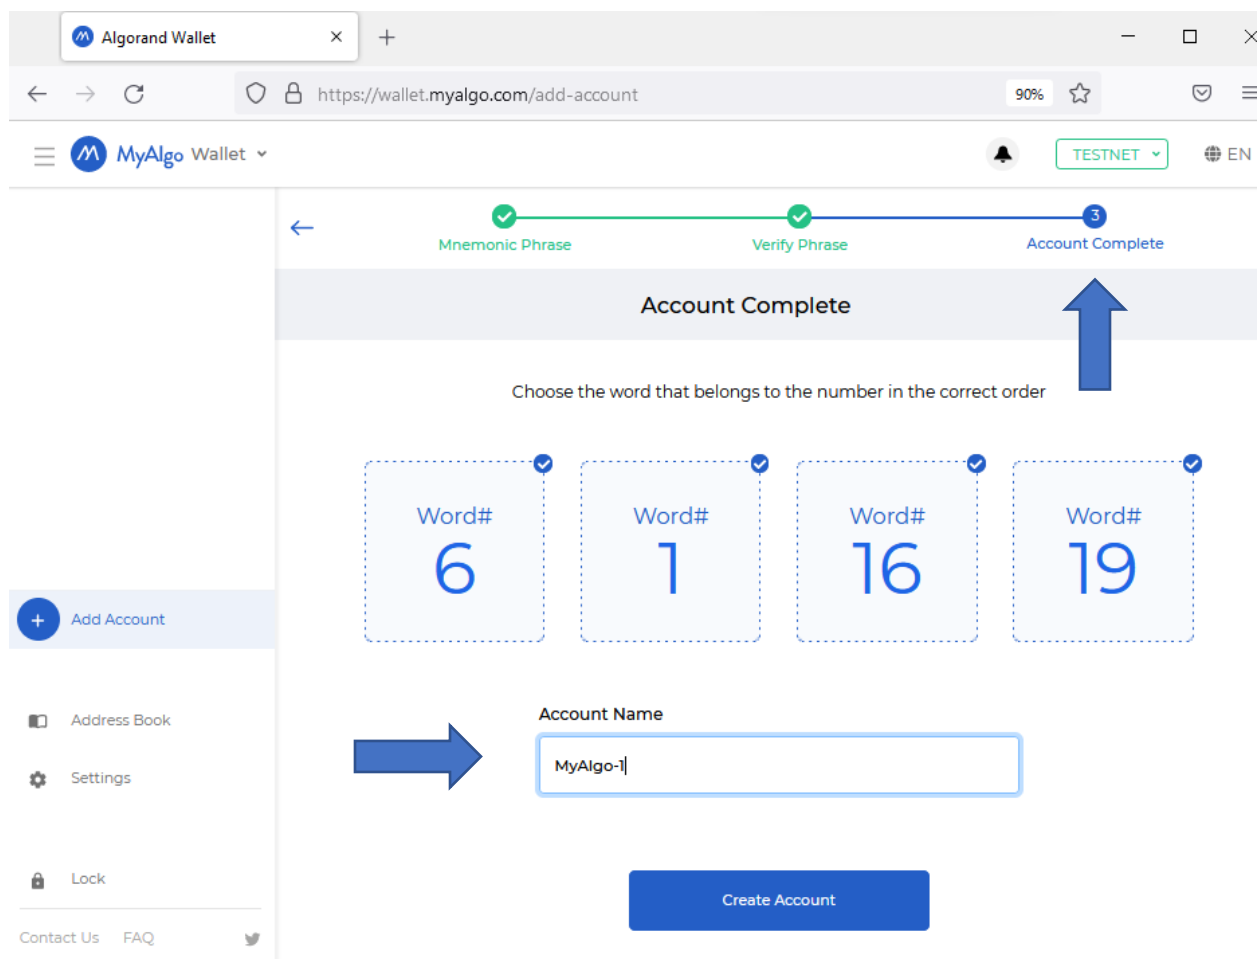 Algorand Wallet
https://wallet.myalgo.com/add-account
90%
MyAlgo Wallet
TESTNET
EN
3
Mnemonic Phrase
Verify Phrase
Account Complete
Account Complete
Choose the word that belongs to the number in the correct order
Word#
6
Word#
1
Word#
16
Word#
19
Add Account
Address Book
Settings
Lock
Contact Us
FAQ
Account Name
MyAlgo-1
Create Account